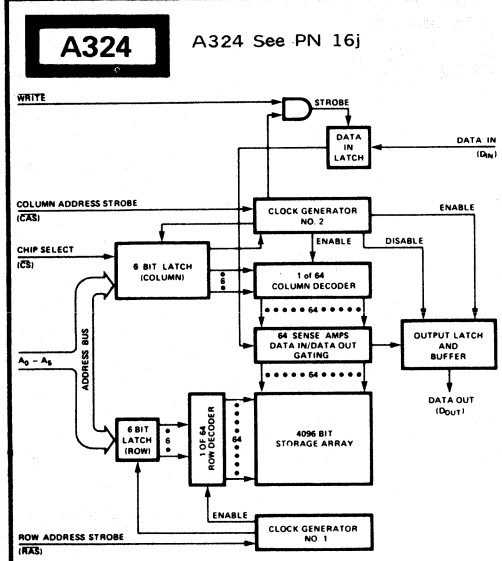 A324
A324 See PN 16j
WRITE
STROBE
DATA
IN
LATCH
DATA IN
(DIN)
COLUMN ADDRESS STROBE
(CAS)
CLOCK GENERATOR
NO. 2
ENABLE
CHIP SELECT
(CS)
6 BIT LATCH
(COLUMN)
6
ENABLE
DISABLE
1 of 64
COLUMN DECODER
64
64 SENSE AMPS
DATA IN/DATA OUT
GATING
OUTPUT LATCH
AND
BUFFER
64
A0 – A5
ADDRESS BUS
DATA OUT
(DOUT)
6 BIT
LATCH
(ROW)
6
1 OF 64
ROW DECODER
64
4096 BIT
STORAGE ARRAY
ENABLE
CLOCK GENERATOR
NO. 1
ROW ADDRESS STROBE
(RAS)